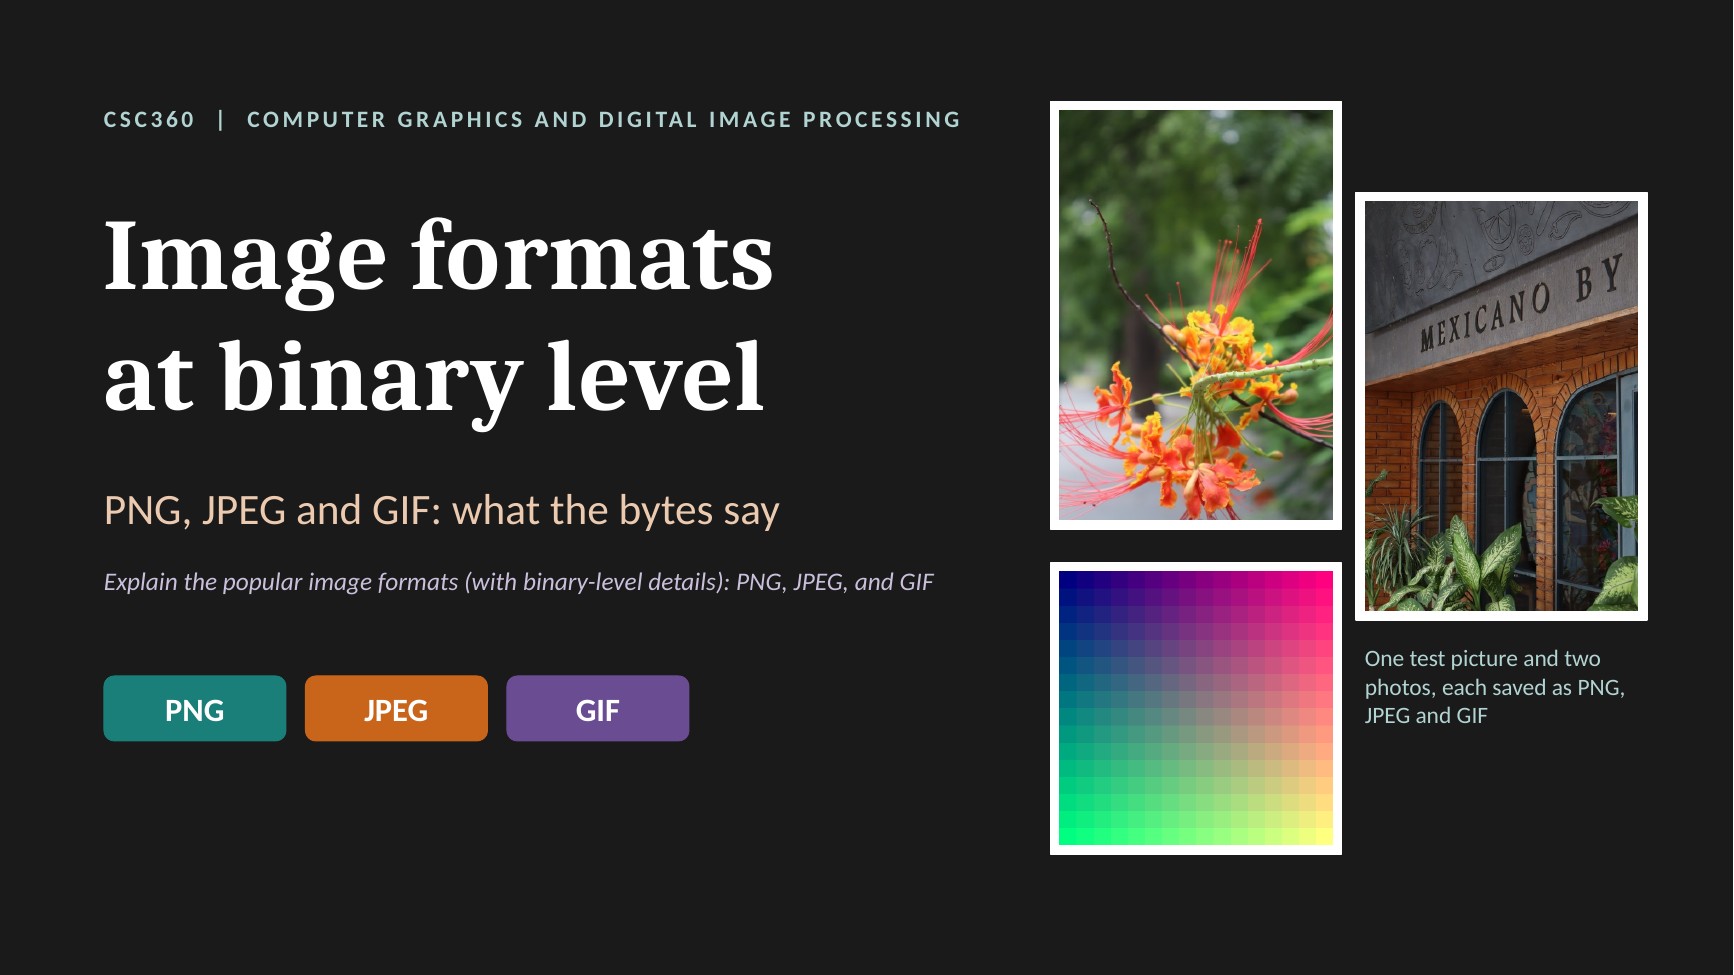 CSC360 | COMPUTER GRAPHICS AND DIGITAL IMAGE PROCESSING
Image formats
at binary level
PNG, JPEG and GIF: what the bytes say
Explain the popular image formats (with binary-level details): PNG, JPEG, and GIF
PNG JPEG GIF
MEXICANO BY
One test picture and two
photos, each saved as PNG,
JPEG and GIF